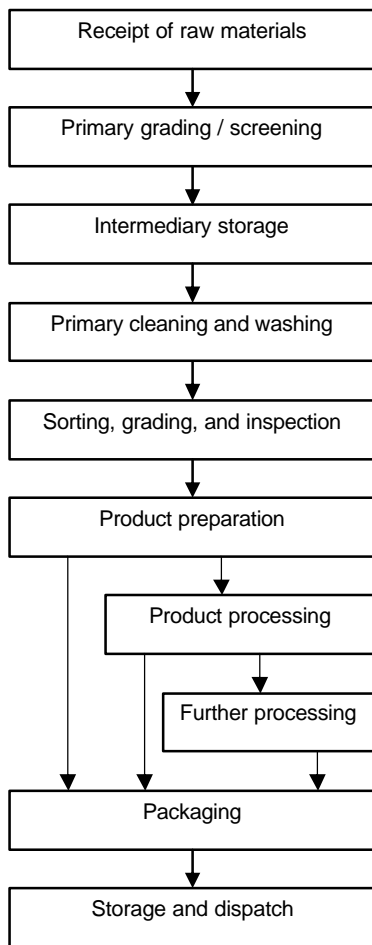 Receipt of raw materials
Primary grading / screening
Intermediary storage
Primary cleaning and washing
Sorting, grading, and inspection
Product preparation
Product processing
Further processing
Packaging
Storage and dispatch